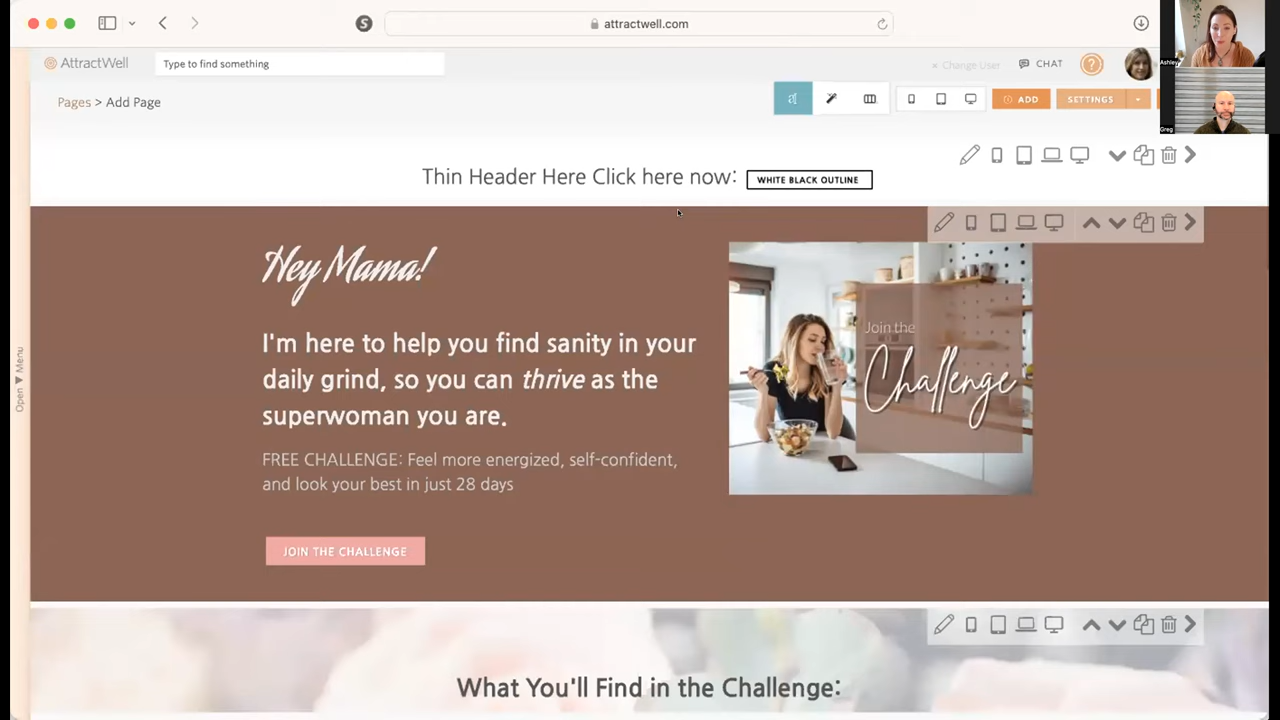 attractwell.com
AttractWell
Type to find something
× Change User
CHAT
Ashley
Pages > Add Page
ADD
SETTINGS
Greg
Thin Header Here Click here now:
WHITE BLACK OUTLINE
Hey Mama!
I'm here to help you find sanity in your
daily grind, so you can thrive as the
superwoman you are.
FREE CHALLENGE: Feel more energized, self-confident,
and look your best in just 28 days
JOIN THE CHALLENGE
Join the
Challenge
Open ▼ Menu
What You'll Find in the Challenge: